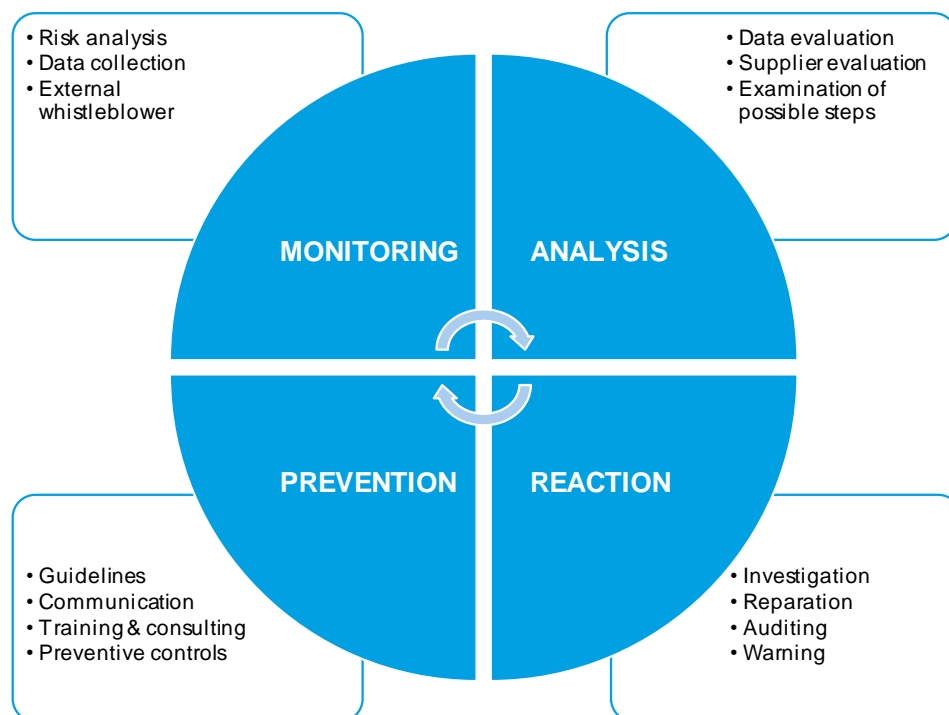 • Risk analysis
• Data collection
• External
whistleblower
• Data evaluation
• Supplier evaluation
• Examination of
possible steps
MONITORING
ANALYSIS
PREVENTION
REACTION
• Guidelines
• Communication
• Training & consulting
• Preventive controls
• Investigation
• Reparation
• Auditing
• Warning